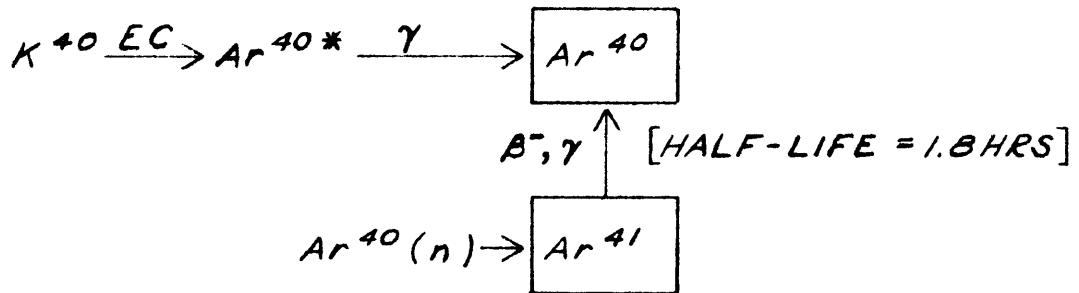 K⁴⁰ EC → Ar⁴⁰* γ → Ar⁴⁰
β⁻, γ [HALF-LIFE = 1.8 HRS]
Ar⁴⁰(n) → Ar⁴¹